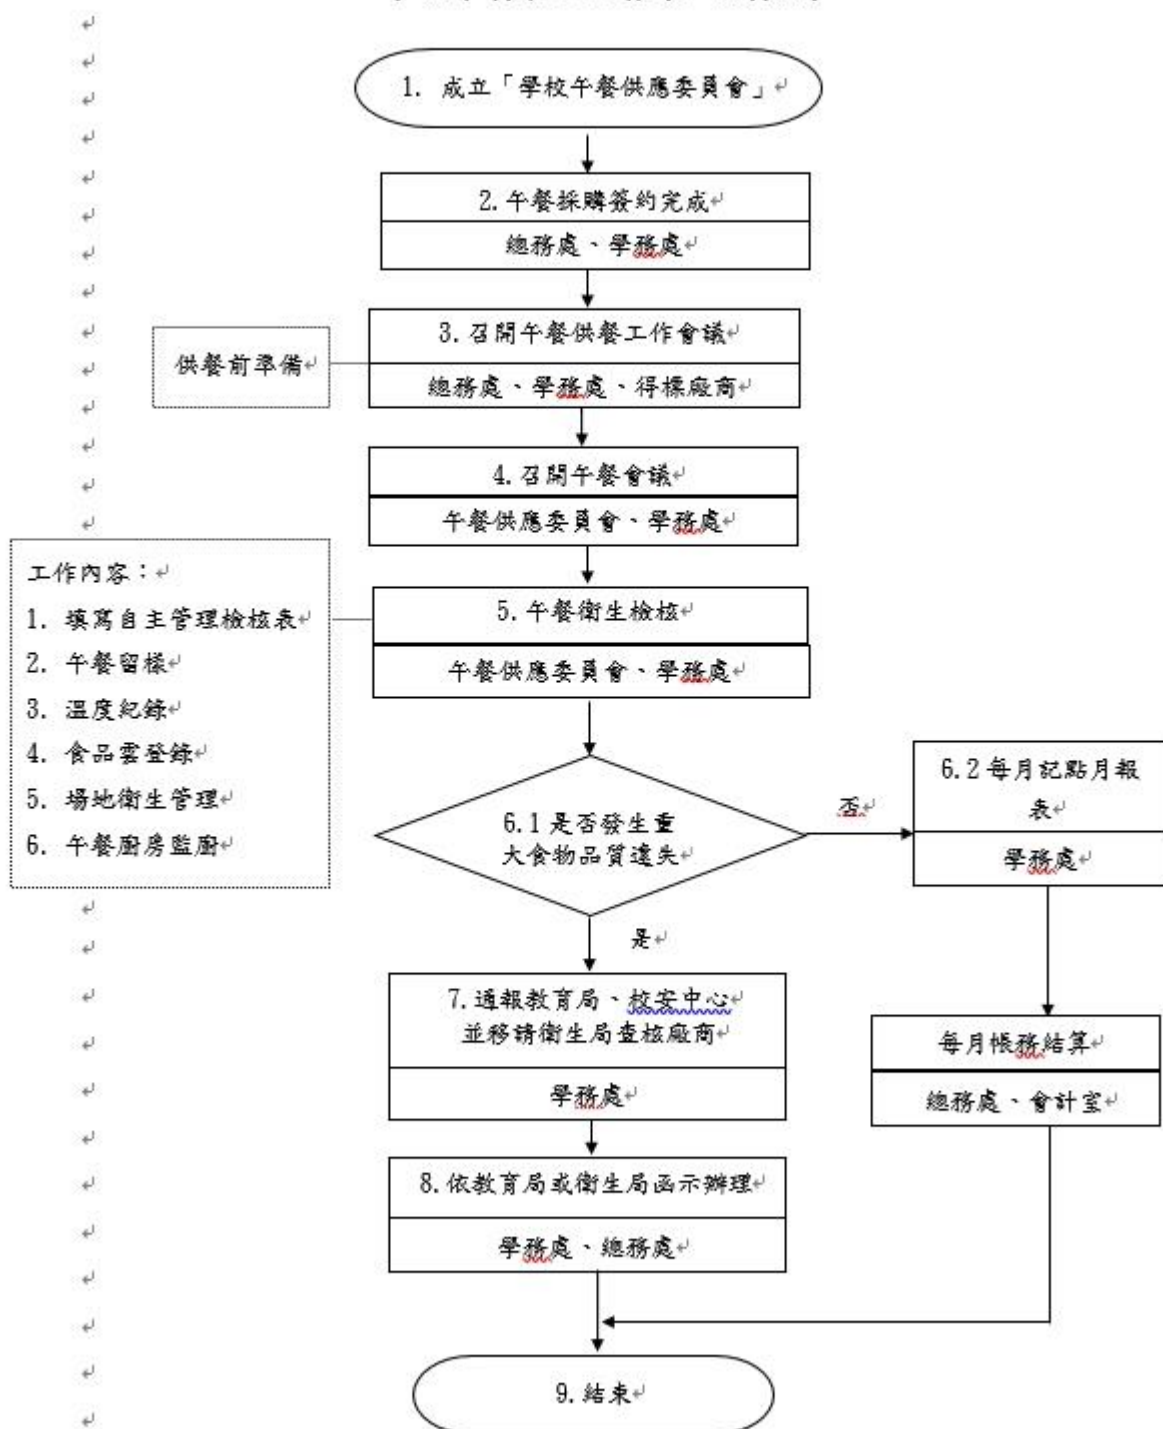 1. 成立「學校午餐供應委員會」
2.午餐採購簽約完成
總務處、學務處
3.召開午餐供餐工作會議
總務處、學務處、得標廠商
供餐前準備
4.召開午餐會議
午餐供應委員會、學務處
5.午餐衛生檢核
午餐供應委員會、學務處
工作內容：
1. 填寫自主管理檢核表
2. 午餐留樣
3. 溫度紀錄
4. 食品雲登錄
5. 場地衛生管理
6. 午餐廚房監廚
6.1是否發生重
大食物品質違失
否
6.2每月記點月報
表
學務處
是
7.通報教育局、校安中心
並移請衛生局查核廠商
學務處
每月帳務結算
總務處、會計室
8.依教育局或衛生局函示辦理
學務處、總務處
9.結束